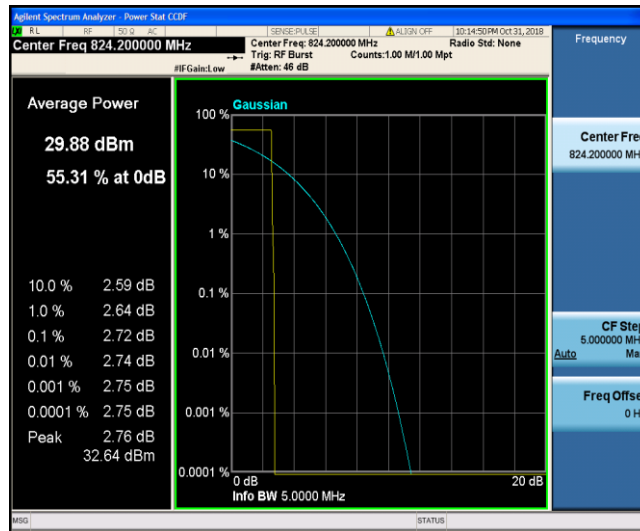 Agilent Spectrum Analyzer - Power Stat CCDF
RL RF 50 Ω AC SENSE:PULSE ALIGN OFF 10:14:50PM Oct 31, 2018
Center Freq 824.200000 MHz Center Freq: 824.200000 MHz Radio Std: None
Trig: RF Burst Counts:1.00 M/1.00 Mpt
#IFGain:Low #Atten: 46 dB
Frequency
Average Power
29.88 dBm
55.31 % at 0dB
10.0 % 2.59 dB
1.0 % 2.64 dB
0.1 % 2.72 dB
0.01 % 2.74 dB
0.001 % 2.75 dB
0.0001 % 2.75 dB
Peak 2.76 dB
32.64 dBm
Gaussian
100 %
10 %
1 %
0.1 %
0.01 %
0.001 %
0.0001 %
0 dB 20 dB
Info BW 5.0000 MHz
Center Fre
824.200000 MH
CF Step
5.000000 MH
Auto Ma
Freq Offse
0 H
MSG STATUS